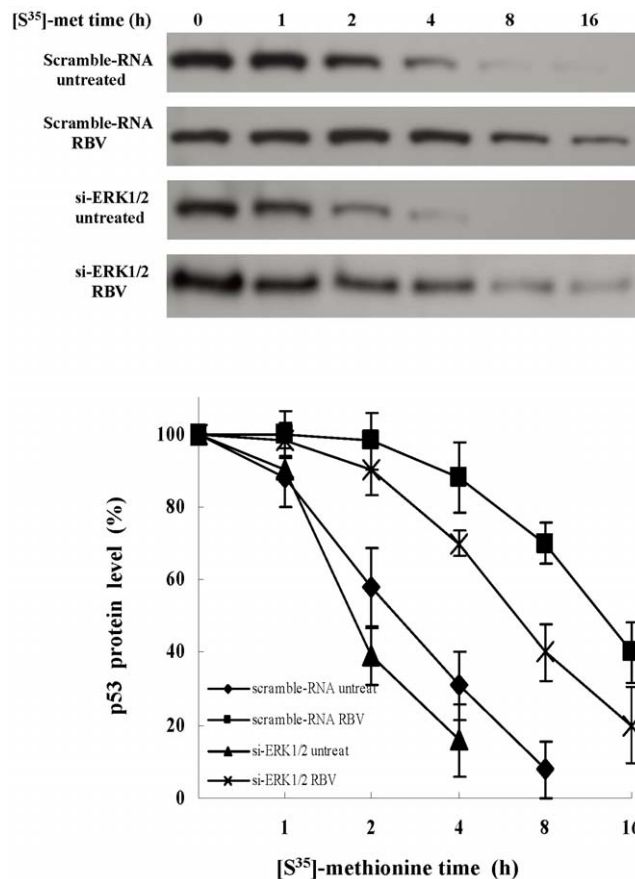 [S³⁵]-met time (h) 0 1 2 4 8 16
Scramble-RNA
untreated
Scramble-RNA
RBV
si-ERK1/2
untreated
si-ERK1/2
RBV
100
80
60
40
20
0
p53 protein level (%)
scramble-RNA untreat
scramble-RNA RBV
si-ERK1/2 untreat
si-ERK1/2 RBV
1 2 4 8 16
[S³⁵]-methionine time (h)